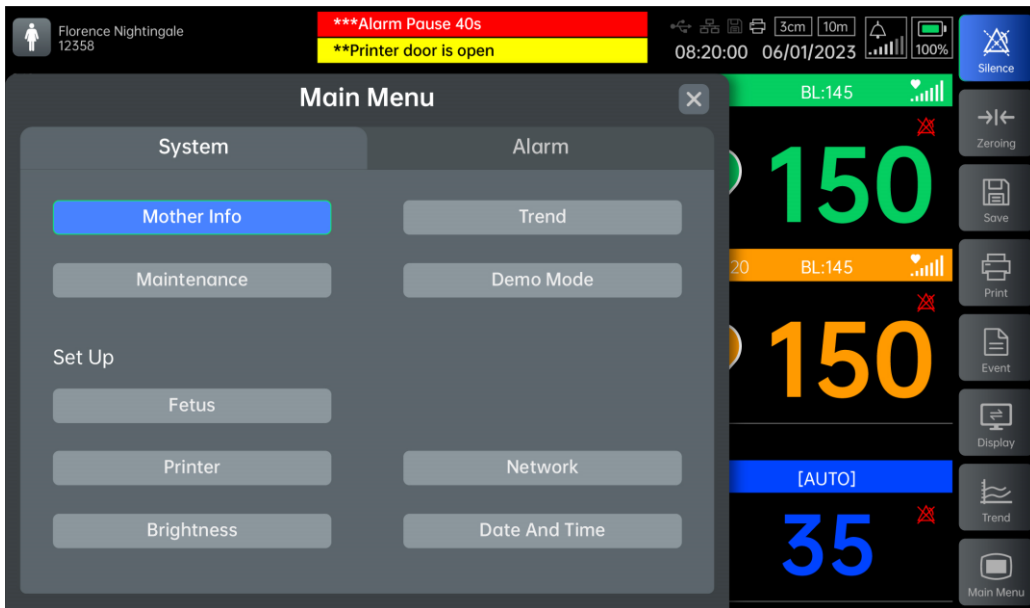 Florence Nightingale
12358
***Alarm Pause 40s
**Printer door is open
3cm 10m
08:20:00 06/01/2023
100%
Silence
Main Menu
System Alarm
Mother Info Trend
Maintenance Demo Mode
Set Up
Fetus
Printer Network
Brightness Date And Time
BL:145
150
20 BL:145
150
[AUTO]
35
Zeroing
Save
Print
Event
Display
Trend
Main Menu